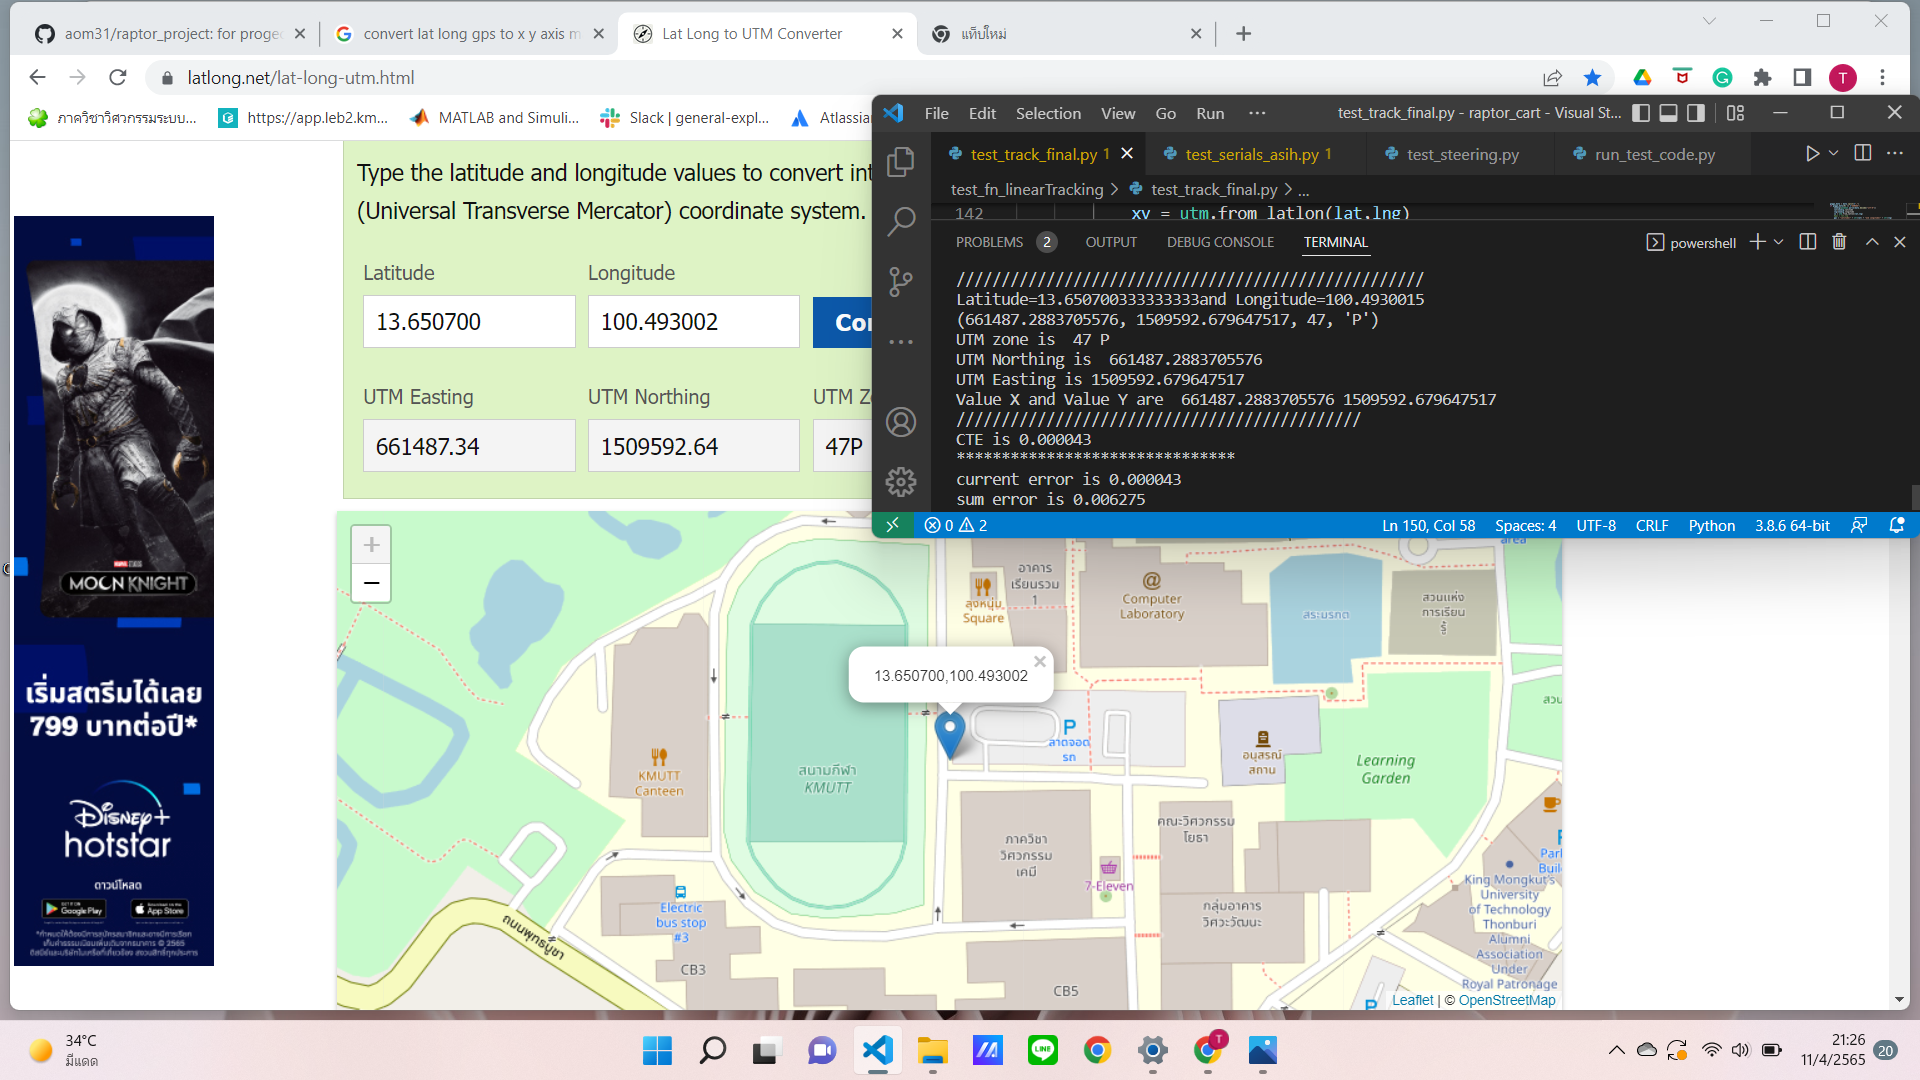 aom31/raptor_project: for proge
convert lat long gps to x y axis m
Lat Long to UTM Converter
แท็บใหม่
latlong.net/lat-long-utm.html
T
ภาควิชาวิศวกรรมระบบ...
https://app.leb2.km...
MATLAB and Simuli...
Slack | general-expl...
Atlassia
File Edit Selection View Go Run ...
test_track_final.py - raptor_cart - Visual St...
test_track_final.py 1
test_serials_asih.py 1
test_steering.py
run_test_code.py
test_fn_linearTracking > test_track_final.py > ...
142 xy = utm.from_latlon(lat,lng)
PROBLEMS 2 OUTPUT DEBUG CONSOLE TERMINAL
powershell
////////////////////////////////////////////////////
Latitude=13.650700333333333and Longitude=100.4930015
(661487.2883705576, 1509592.679647517, 47, 'P')
UTM zone is  47 P
UTM Northing is  661487.2883705576
UTM Easting is 1509592.679647517
Value X and Value Y are  661487.2883705576 1509592.679647517
/////////////////////////////////////////////
CTE is 0.000043
*******************************
current error is 0.000043
sum error is 0.006275
0 2
Ln 150, Col 58 Spaces: 4 UTF-8 CRLF Python 3.8.6 64-bit
Type the latitude and longitude values to convert int
(Universal Transverse Mercator) coordinate system.
Latitude
Longitude
13.650700
100.493002
Con
UTM Easting
UTM Northing
UTM Z
661487.34
1509592.64
47P
MARVEL STUDIOS
MOON KNIGHT
เริ่มสตรีมได้เลย
799 บาทต่อปี*
Disney+
hotstar
ดาวน์โหลด
GET IT ON
Google Play
App Store
+
−
13.650700,100.493002
×
อาคาร
เรียนรวม
1
ลุงหนุ่ม
Square
@
Computer
Laboratory
สระมรกต
สวนแห่ง
การเรียน
รู้
area
P
ลาดจอด
รถ
อนุสรณ์
สถาน
Learning
Garden
สวน
KMUTT
Canteen
สนามกีฬา
KMUTT
ภาควิชา
วิศวกรรม
เคมี
คณะวิศวกรรม
โยธา
7-Eleven
กลุ่มอาคาร
วิศวะวัฒนะ
Electric
bus stop
#3
ถนนพุทธบูชา
CB3
CB5
P
Park
Buil
King Mongkut's
University
of Technology
Thonburi
Alumni
Association
Under
Royal Patronage
P
Leaflet | © OpenStreetMap
34°C
มีแดด
LINE
T
21:26
11/4/2565
20